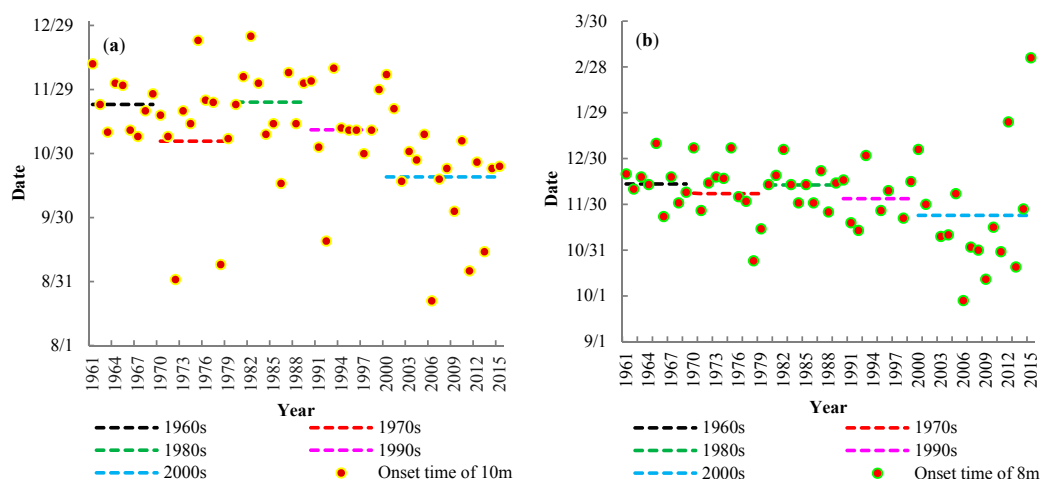 (a)
12/29
11/29
10/30
9/30
8/31
8/1
Date
1961 1964 1967 1970 1973 1976 1979 1982 1985 1988 1991 1994 1997 2000 2003 2006 2009 2012 2015
Year
1960s 1970s
1980s 1990s
2000s Onset time of 10m
(b)
3/30
2/28
1/29
12/30
11/30
10/31
10/1
9/1
Date
1961 1964 1967 1970 1973 1976 1979 1982 1985 1988 1991 1994 1997 2000 2003 2006 2009 2012 2015
Year
1960s 1970s
1980s 1990s
2000s Onset time of 8m